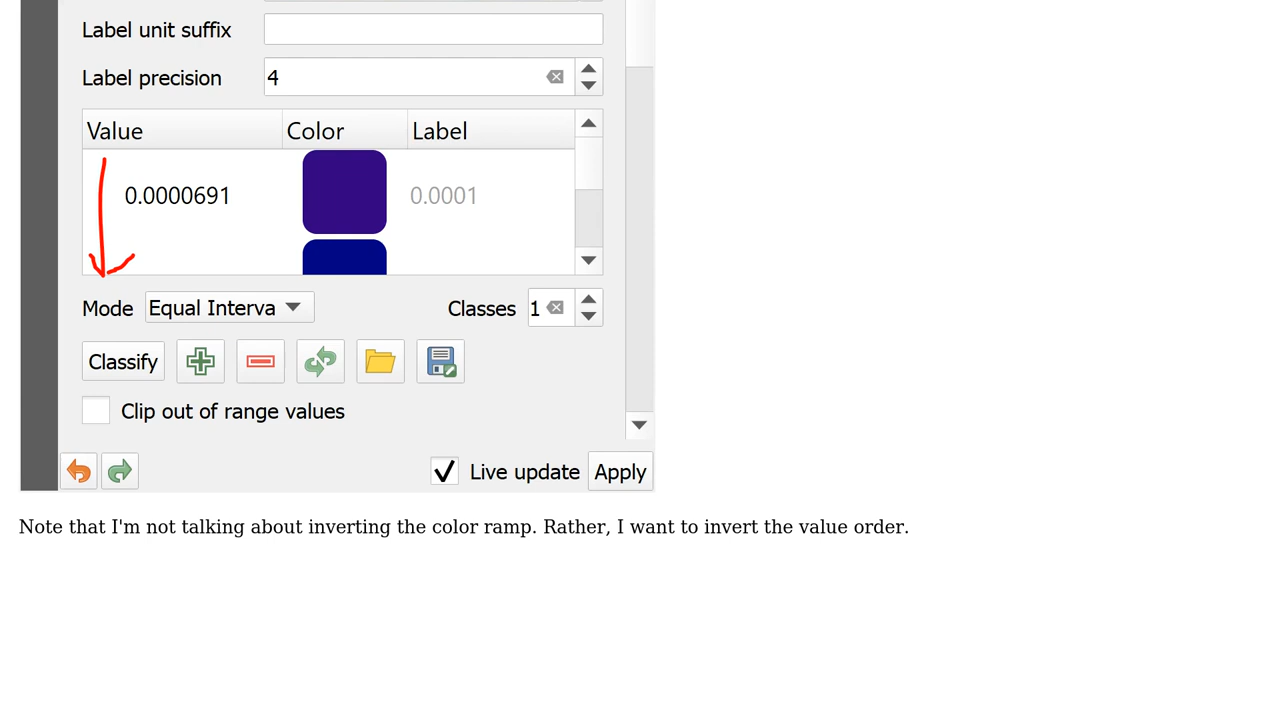 Label unit suffix
Label precision 4
Value Color Label
0.0000691 0.0001
Mode Equal Interva Classes 1
Classify
Clip out of range values
Live update Apply
Note that I'm not talking about inverting the color ramp. Rather, I want to invert the value order.